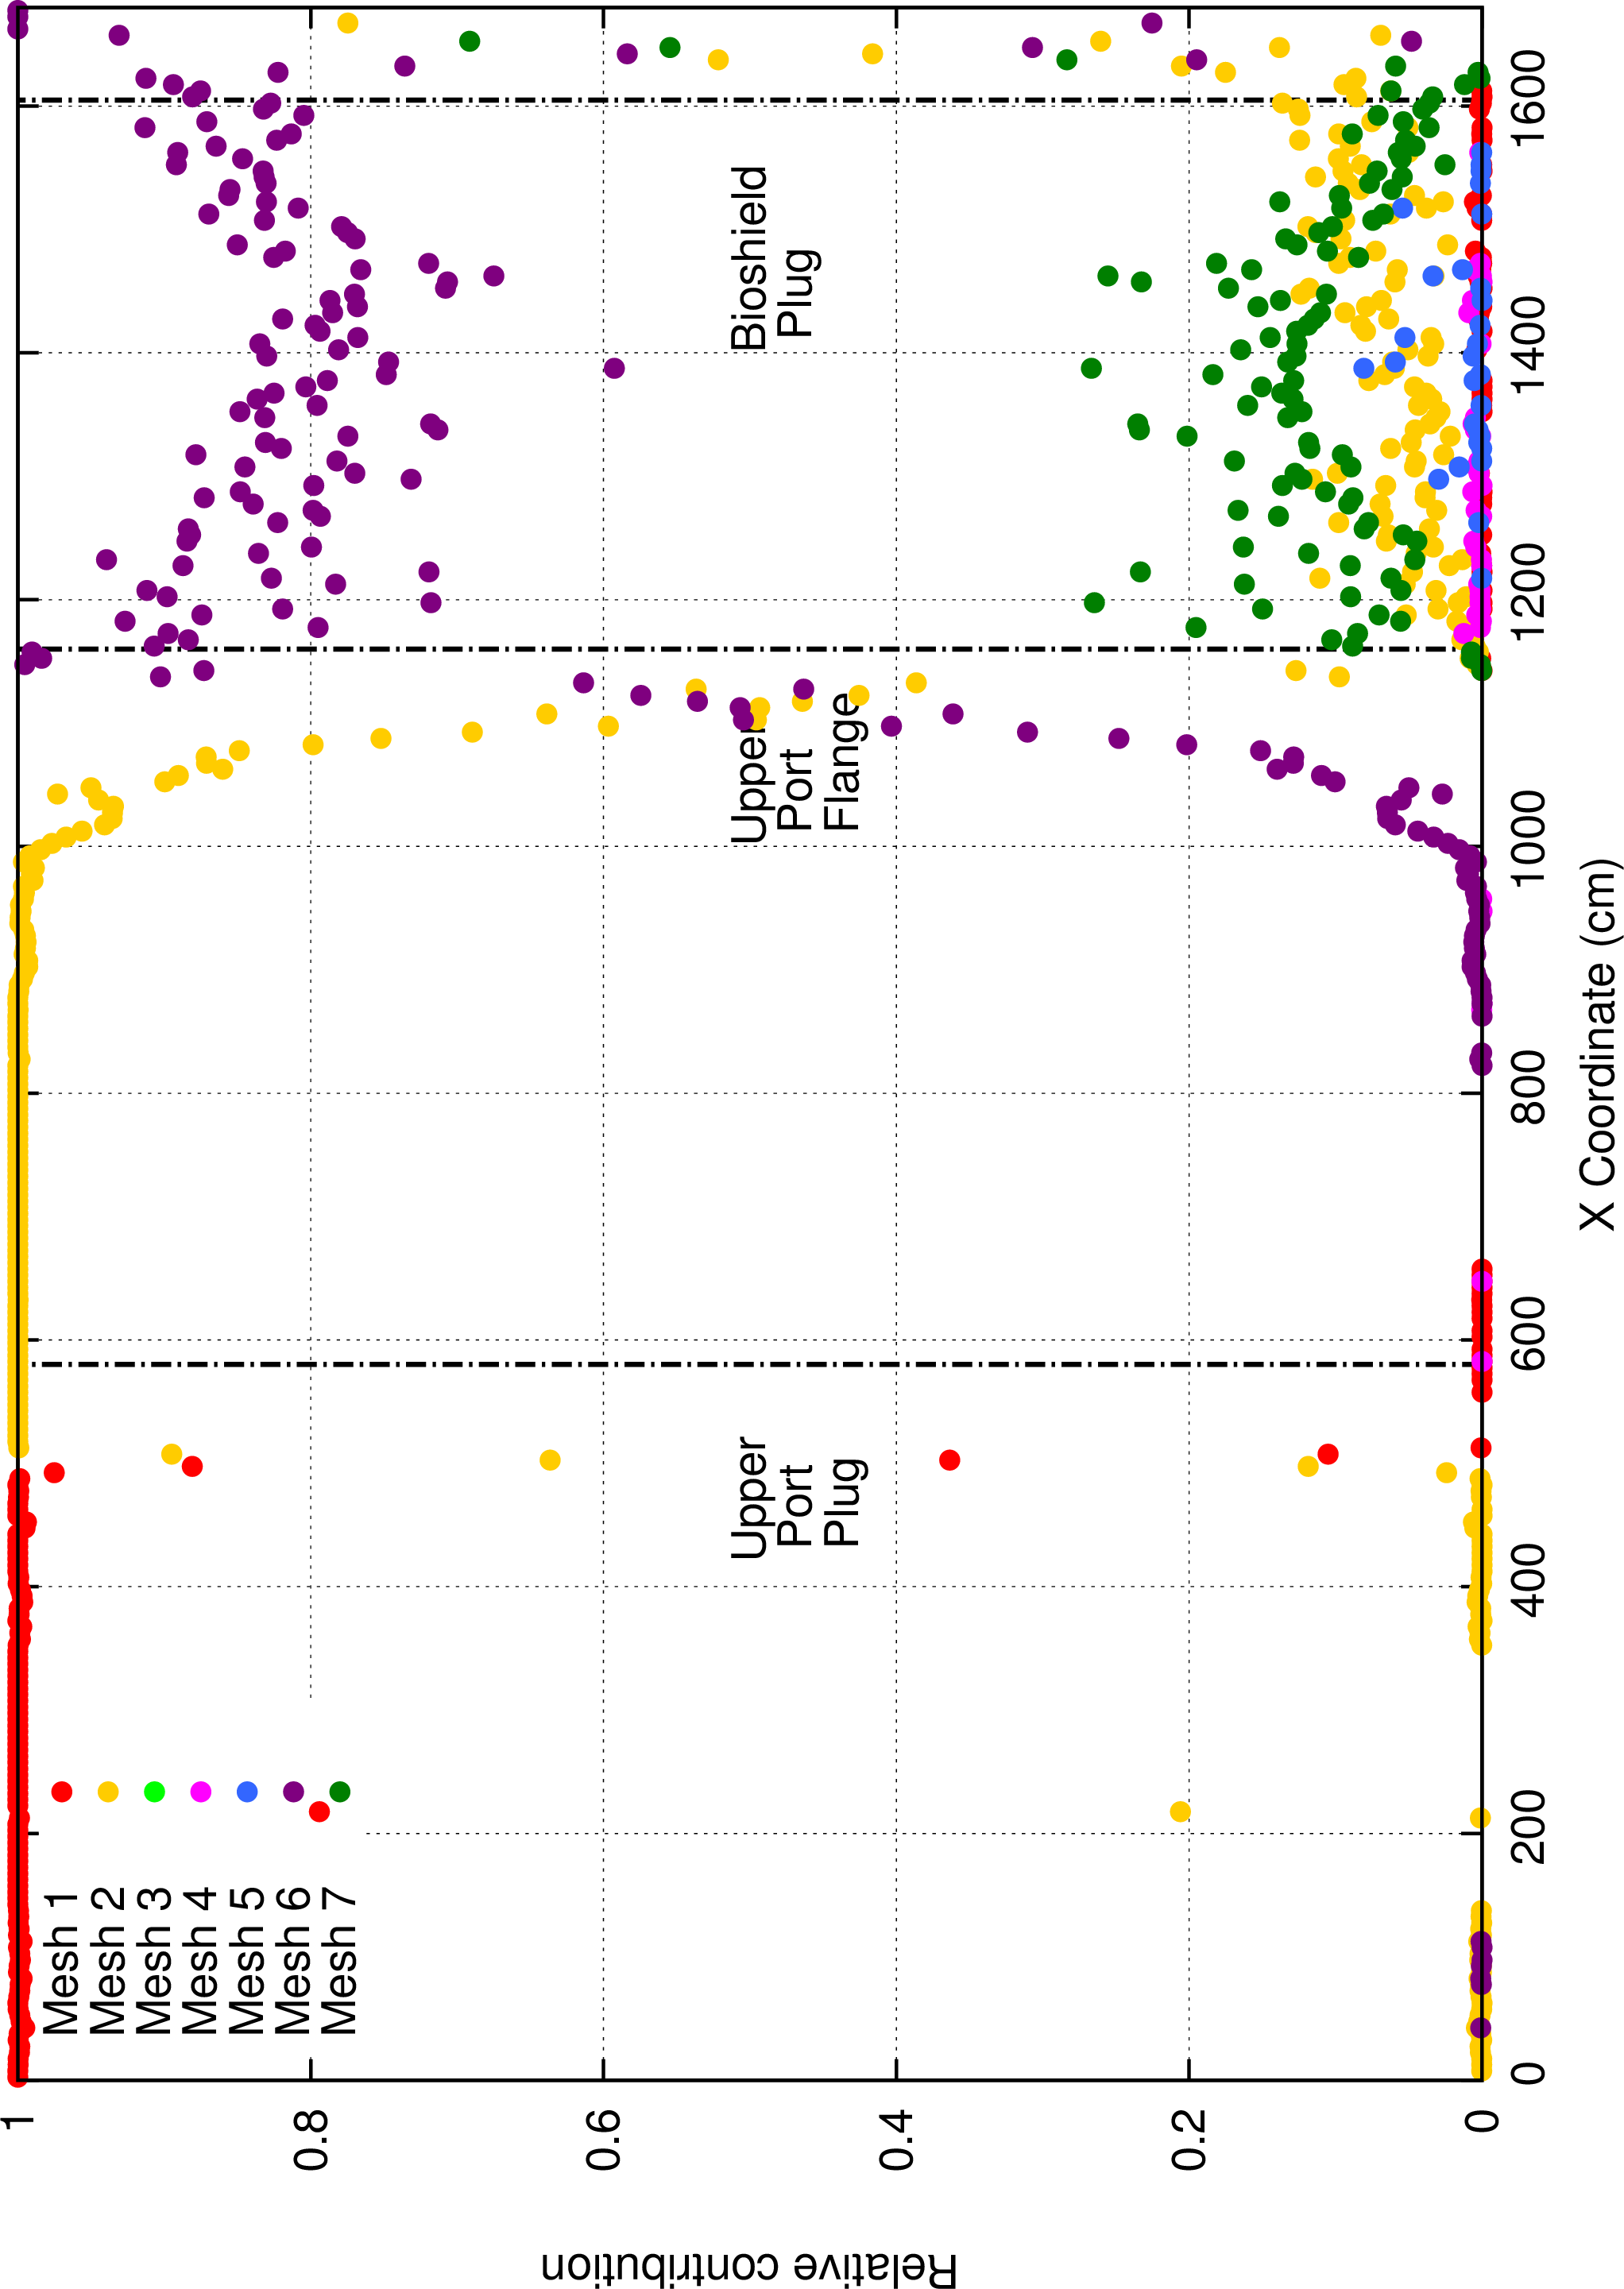 Relative contribution
1
0.8
0.6
0.4
0.2
0
0
200
400
600
800
1000
1200
1400
1600
X Coordinate (cm)
Mesh 1
Mesh 2
Mesh 3
Mesh 4
Mesh 5
Mesh 6
Mesh 7
Upper
Port
Plug
Upper
Port
Flange
Bioshield
Plug